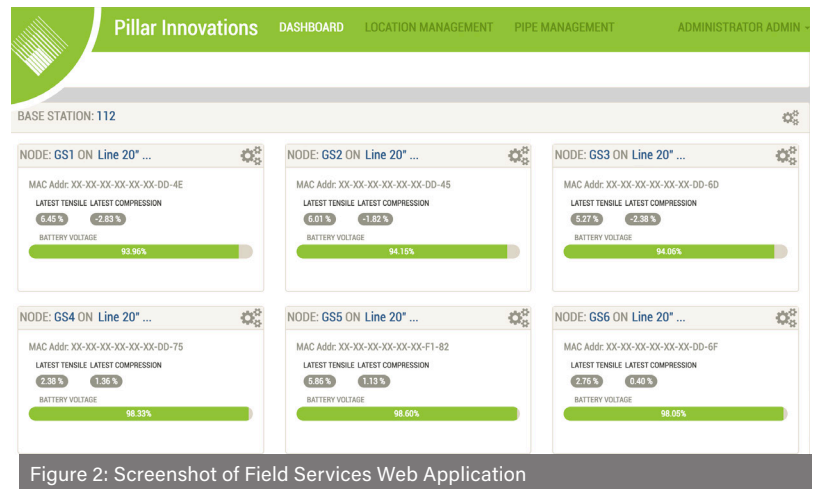 Pillar Innovations DASHBOARD LOCATION MANAGEMENT PIPE MANAGEMENT ADMINISTRATOR ADMIN
BASE STATION: 112
NODE: GS1 ON Line 20" ...
MAC Addr: XX-XX-XX-XX-XX-XX-DD-4E
LATEST TENSILE LATEST COMPRESSION
6.45 % -2.83 %
BATTERY VOLTAGE
93.96%
NODE: GS2 ON Line 20" ...
MAC Addr: XX-XX-XX-XX-XX-XX-DD-45
LATEST TENSILE LATEST COMPRESSION
6.01 % -1.82 %
BATTERY VOLTAGE
94.15%
NODE: GS3 ON Line 20" ...
MAC Addr: XX-XX-XX-XX-XX-XX-DD-6D
LATEST TENSILE LATEST COMPRESSION
5.27 % -2.38 %
BATTERY VOLTAGE
94.06%
NODE: GS4 ON Line 20" ...
MAC Addr: XX-XX-XX-XX-XX-XX-DD-75
LATEST TENSILE LATEST COMPRESSION
2.38 % 1.36 %
BATTERY VOLTAGE
98.33%
NODE: GS5 ON Line 20" ...
MAC Addr: XX-XX-XX-XX-XX-XX-F1-82
LATEST TENSILE LATEST COMPRESSION
5.86 % 1.13 %
BATTERY VOLTAGE
98.60%
NODE: GS6 ON Line 20" ...
MAC Addr: XX-XX-XX-XX-XX-XX-DD-6F
LATEST TENSILE LATEST COMPRESSION
2.76 % 0.40 %
BATTERY VOLTAGE
98.05%
Figure 2: Screenshot of Field Services Web Application